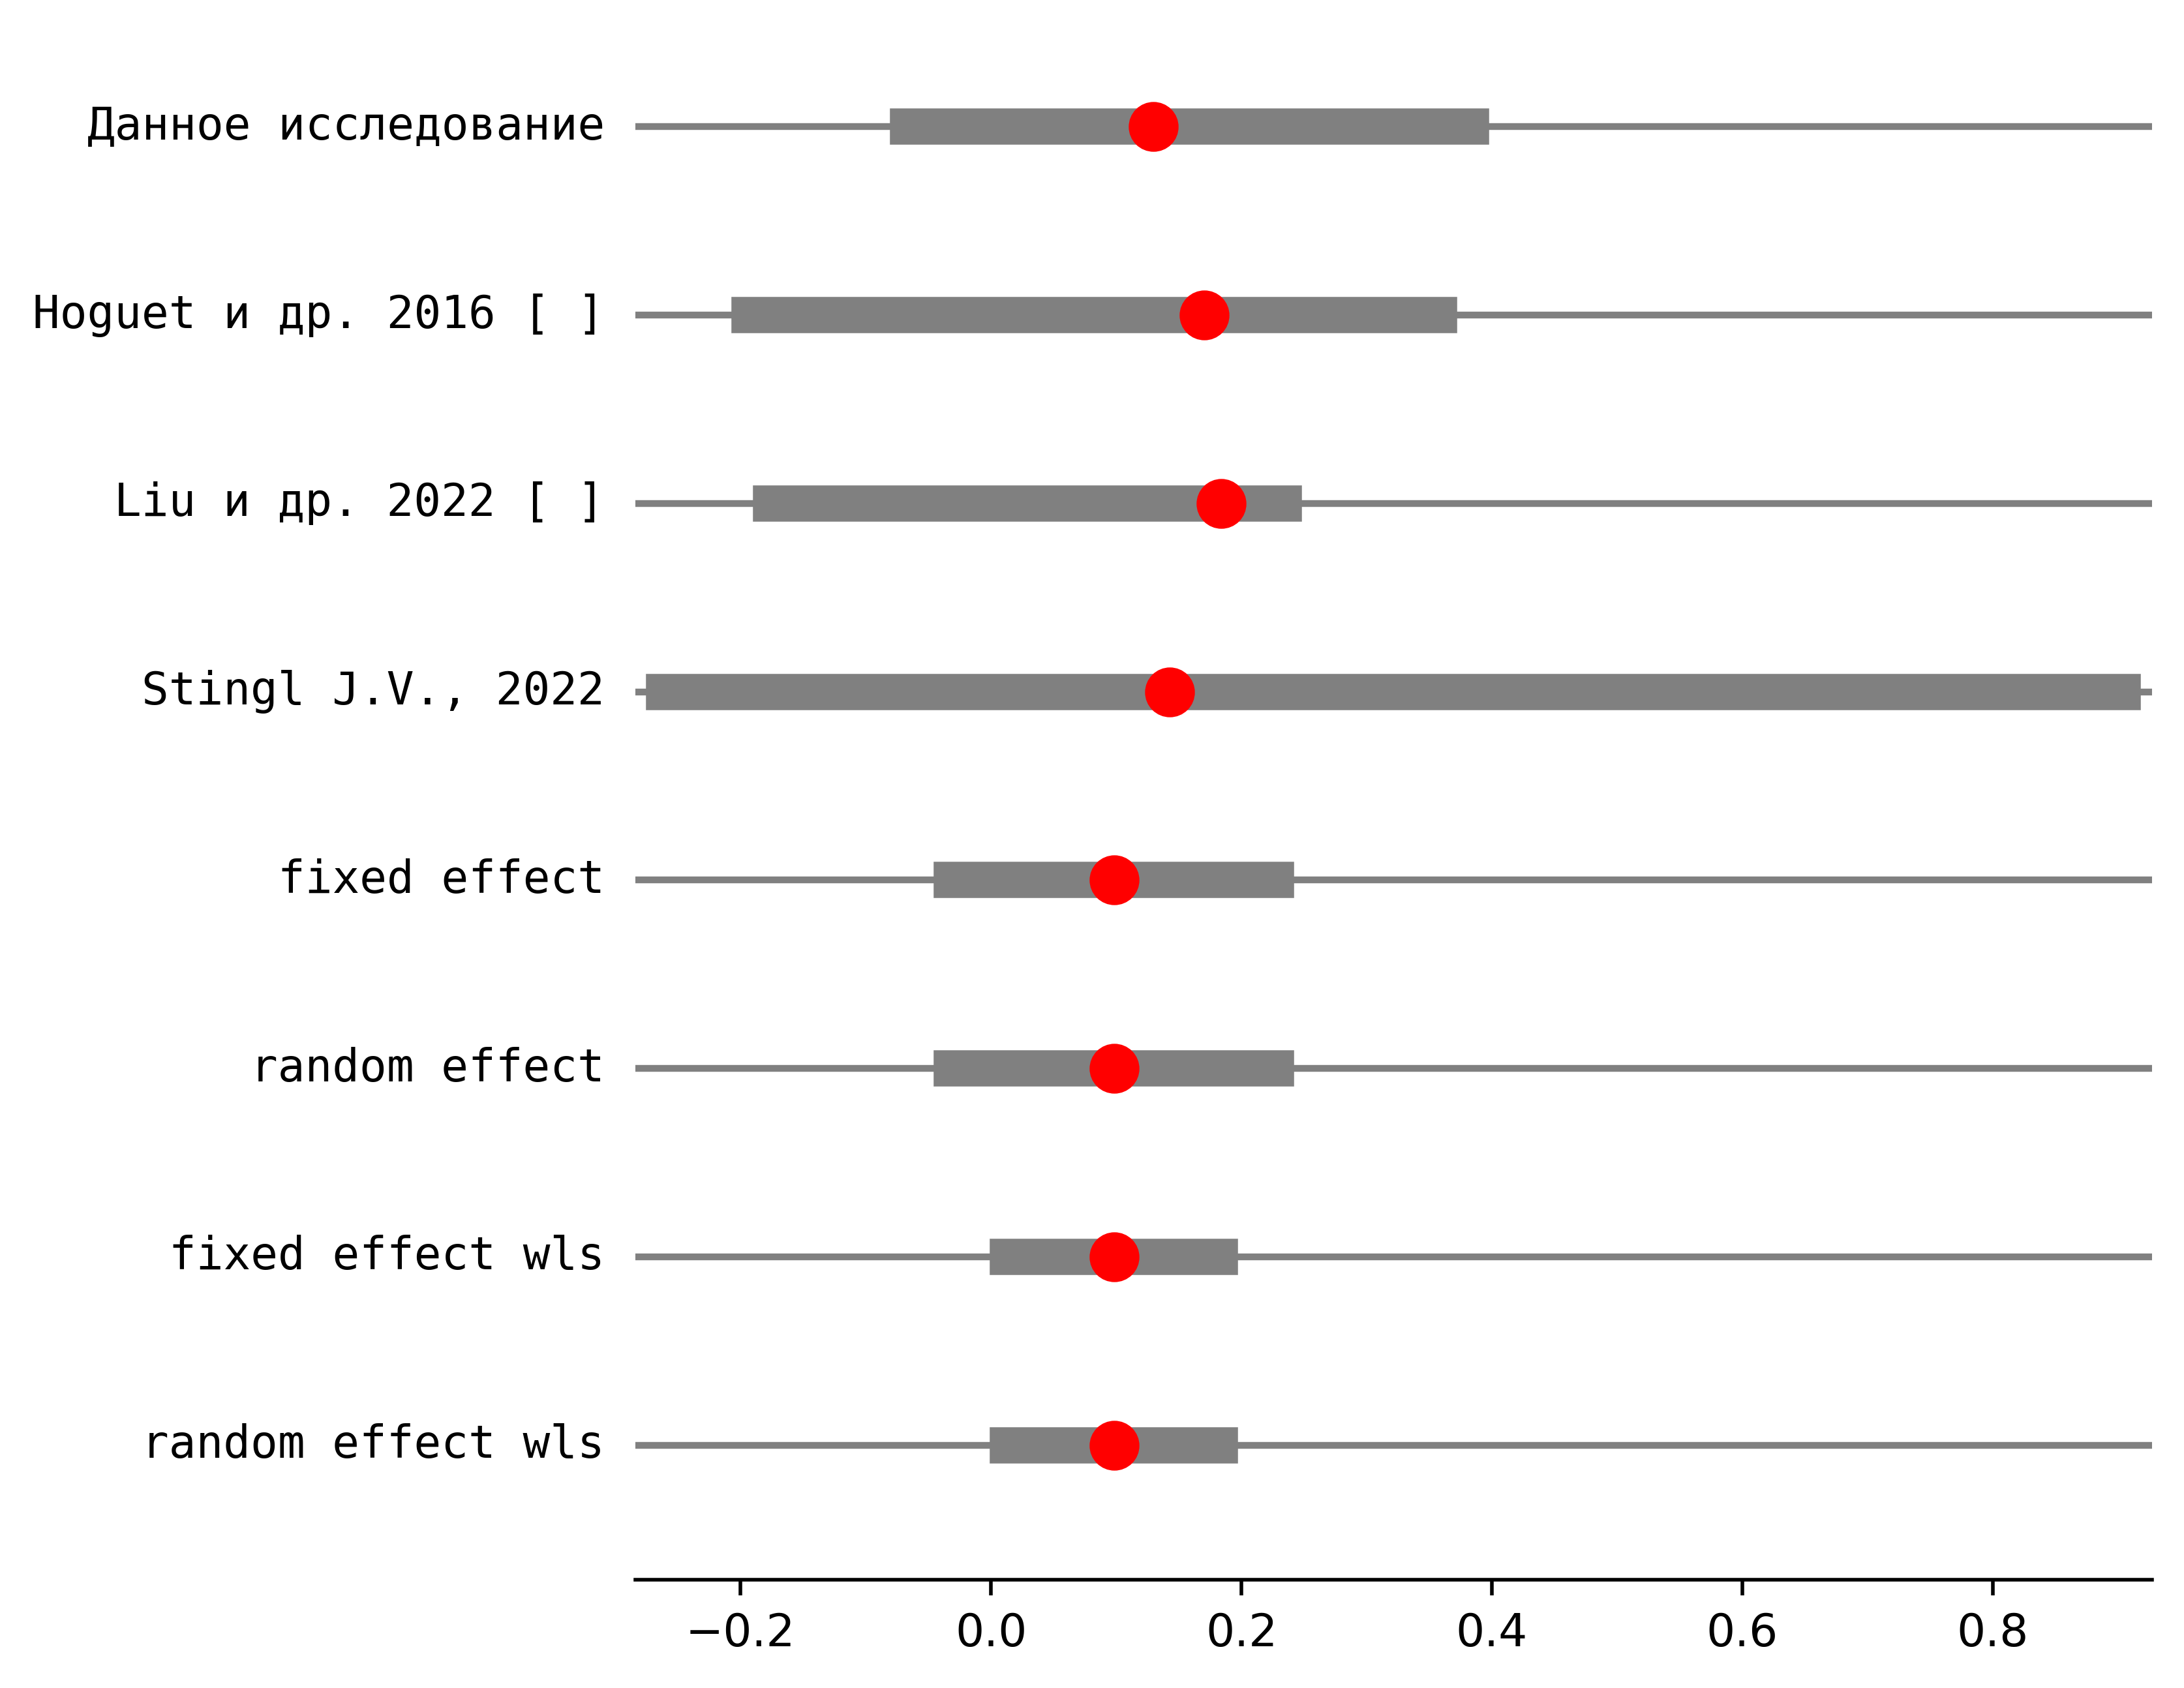 Данное исследование
Hoguet и др. 2016 [ ]
Liu и др. 2022 [ ]
Stingl J.V., 2022
fixed effect
random effect
fixed effect wls
random effect wls
−0.2 0.0 0.2 0.4 0.6 0.8